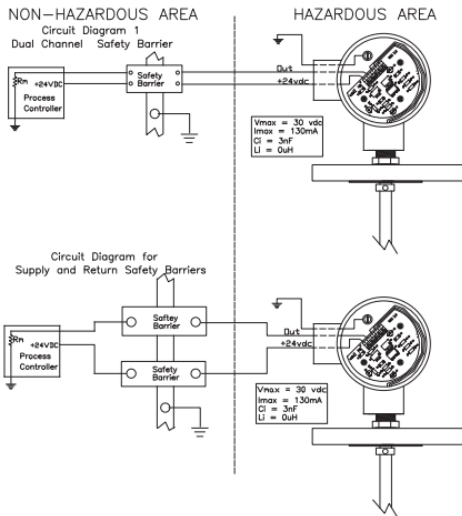 NON-HAZARDOUS AREA
HAZARDOUS AREA
Circuit Diagram 1
Dual Channel Safety Barrier
Rm
+24VDC
Process
Controller
Safety
Barrier
Out
+24vdc
Vmax = 30 vdc
Imax = 130mA
Ci = 3nF
Li = 0uH
Circuit Diagram for
Supply and Return Safety Barriers
Rm
+24VDC
Process
Controller
Saftey
Barrier
Safety
Barrier
Out
+24vdc
Vmax = 30 vdc
Imax = 130mA
Ci = 3nF
Li = 0uH